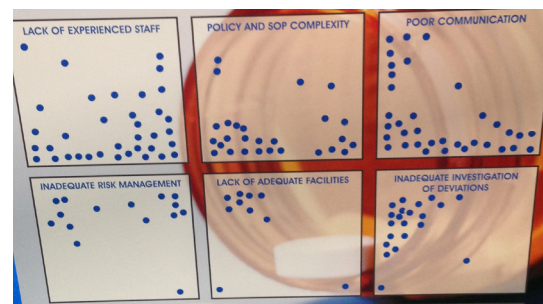 LACK OF EXPERIENCED STAFF
POLICY AND SOP COMPLEXITY
POOR COMMUNICATION
INADEQUATE RISK MANAGEMENT
LACK OF ADEQUATE FACILITIES
INADEQUATE INVESTIGATION
OF DEVIATIONS